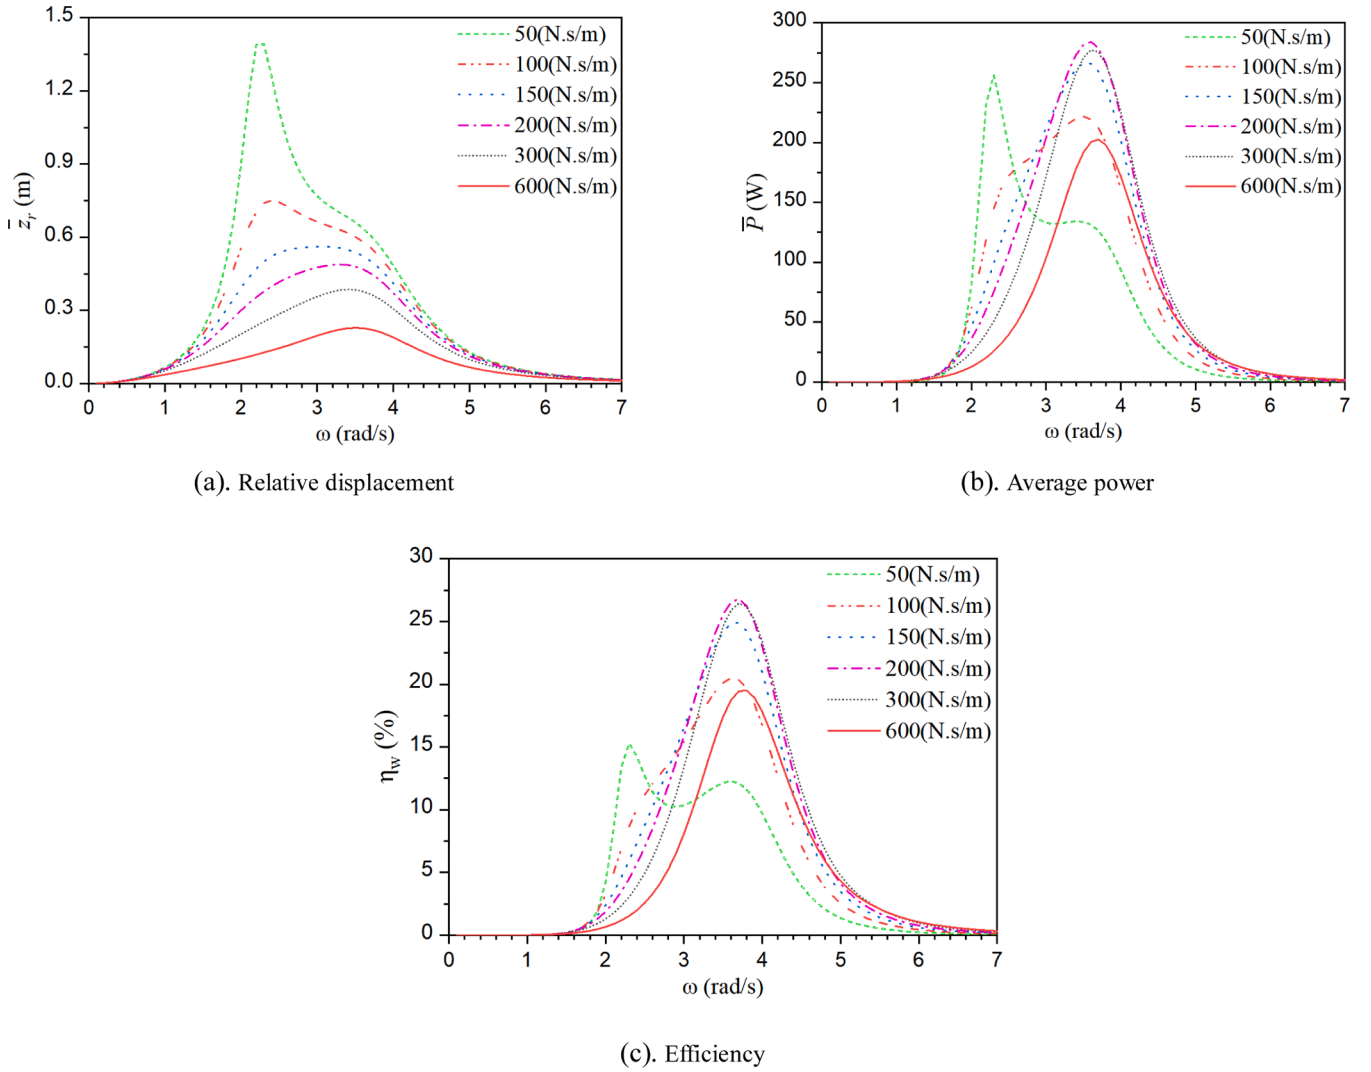 1.5
1.2
0.9
0.6
0.3
0.0
z̄r (m)
0 1 2 3 4 5 6 7
ω (rad/s)
50(N.s/m)
100(N.s/m)
150(N.s/m)
200(N.s/m)
300(N.s/m)
600(N.s/m)
(a). Relative displacement
300
250
200
150
100
50
0
P̄ (W)
0 1 2 3 4 5 6 7
ω (rad/s)
50(N.s/m)
100(N.s/m)
150(N.s/m)
200(N.s/m)
300(N.s/m)
600(N.s/m)
(b). Average power
30
25
20
15
10
5
0
ηw (%)
0 1 2 3 4 5 6 7
ω (rad/s)
50(N.s/m)
100(N.s/m)
150(N.s/m)
200(N.s/m)
300(N.s/m)
600(N.s/m)
(c). Efficiency